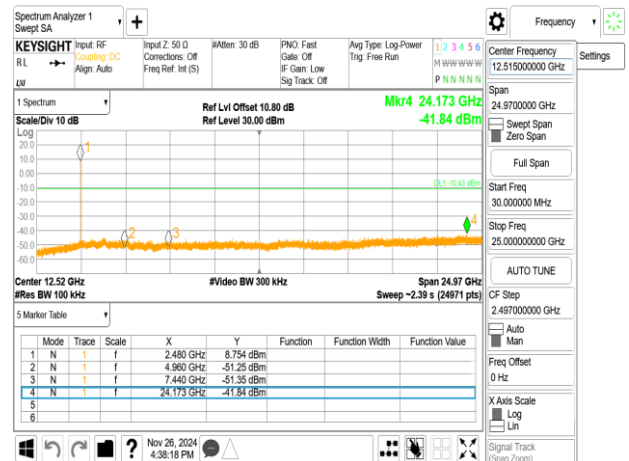 Spectrum Analyzer 1
Swept SA
KEYSIGHT
RL
Input: RF
Coupling: DC
Align: Auto
Input Z: 50 Ω
Corrections: Off
Freq Ref: Int (S)
#Atten: 30 dB
PNO: Fast
Gate: Off
IF Gain: Low
Sig Track: Off
Avg Type: Log-Power
Trig: Free Run
1 2 3 4 5 6
M W W W W W
P N N N N N
1 Spectrum
Scale/Div 10 dB
Ref Lvl Offset 10.80 dB
Ref Level 30.00 dBm
Mkr4 24.173 GHz
-41.84 dBm
Log
20.0
10.0
0.00
-10.0
-20.0
-30.0
-40.0
-50.0
-60.0
1
2
3
4
DL1 -10.43 dBm
Center 12.52 GHz
#Res BW 100 kHz
#Video BW 300 kHz
Span 24.97 GHz
Sweep ~2.39 s (24971 pts)
5 Marker Table
Mode Trace Scale X Y Function Function Width Function Value
1 N 1 f 2.480 GHz 8.754 dBm
2 N 1 f 4.960 GHz -51.25 dBm
3 N 1 f 7.440 GHz -51.35 dBm
4 N 1 f 24.173 GHz -41.84 dBm
5
6
?
Nov 26, 2024
4:38:18 PM
Frequency
Settings
Center Frequency
12.515000000 GHz
Span
24.9700000 GHz
Swept Span
Zero Span
Full Span
Start Freq
30.000000 MHz
Stop Freq
25.000000000 GHz
AUTO TUNE
CF Step
2.497000000 GHz
Auto
Man
Freq Offset
0 Hz
X Axis Scale
Log
Lin
Signal Track
(Span Zoom)